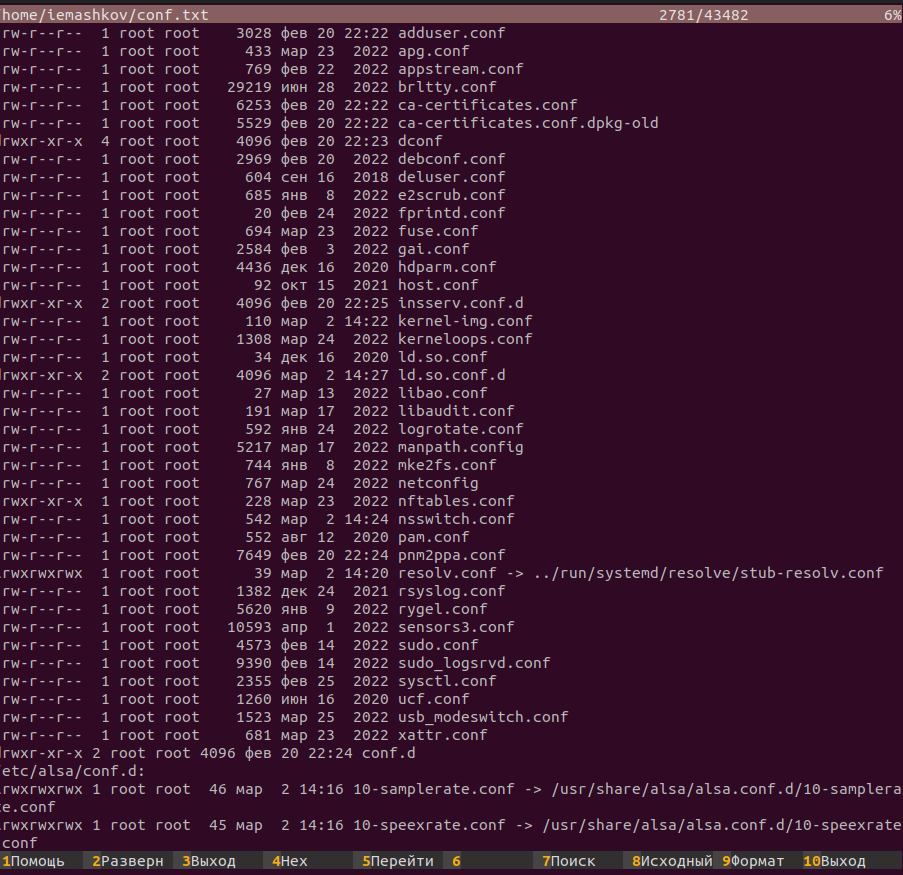 /home/iemashkov/conf.txt 2781/43482 6%
rw-r--r-- 1 root root 3028 фев 20 22:22 adduser.conf
rw-r--r-- 1 root root 433 мар 23 2022 apg.conf
rw-r--r-- 1 root root 769 фев 22 2022 appstream.conf
rw-r--r-- 1 root root 29219 июн 28 2022 brltty.conf
rw-r--r-- 1 root root 6253 фев 20 22:22 ca-certificates.conf
rw-r--r-- 1 root root 5529 фев 20 22:22 ca-certificates.conf.dpkg-old
drwxr-xr-x 4 root root 4096 фев 20 22:23 dconf
rw-r--r-- 1 root root 2969 фев 20 2022 debconf.conf
rw-r--r-- 1 root root 604 сен 16 2018 deluser.conf
rw-r--r-- 1 root root 685 янв 8 2022 e2scrub.conf
rw-r--r-- 1 root root 20 фев 24 2022 fprintd.conf
rw-r--r-- 1 root root 694 мар 23 2022 fuse.conf
rw-r--r-- 1 root root 2584 фев 3 2022 gai.conf
rw-r--r-- 1 root root 4436 дек 16 2020 hdparm.conf
rw-r--r-- 1 root root 92 окт 15 2021 host.conf
drwxr-xr-x 2 root root 4096 фев 20 22:25 insserv.conf.d
rw-r--r-- 1 root root 110 мар 2 14:22 kernel-img.conf
rw-r--r-- 1 root root 1308 мар 24 2022 kerneloops.conf
rw-r--r-- 1 root root 34 дек 16 2020 ld.so.conf
drwxr-xr-x 2 root root 4096 мар 2 14:27 ld.so.conf.d
rw-r--r-- 1 root root 27 мар 13 2022 libao.conf
rw-r--r-- 1 root root 191 мар 17 2022 libaudit.conf
rw-r--r-- 1 root root 592 янв 24 2022 logrotate.conf
rw-r--r-- 1 root root 5217 мар 17 2022 manpath.config
rw-r--r-- 1 root root 744 янв 8 2022 mke2fs.conf
rw-r--r-- 1 root root 767 мар 24 2022 netconfig
rwxr-xr-x 1 root root 228 мар 23 2022 nftables.conf
rw-r--r-- 1 root root 542 мар 2 14:24 nsswitch.conf
rw-r--r-- 1 root root 552 авг 12 2020 pam.conf
rw-r--r-- 1 root root 7649 фев 20 22:24 pnm2ppa.conf
lrwxrwxrwx 1 root root 39 мар 2 14:20 resolv.conf -> ../run/systemd/resolve/stub-resolv.conf
rw-r--r-- 1 root root 1382 дек 24 2021 rsyslog.conf
rw-r--r-- 1 root root 5620 янв 9 2022 rygel.conf
rw-r--r-- 1 root root 10593 апр 1 2022 sensors3.conf
rw-r--r-- 1 root root 4573 фев 14 2022 sudo.conf
rw-r--r-- 1 root root 9390 фев 14 2022 sudo_logsrvd.conf
rw-r--r-- 1 root root 2355 фев 25 2022 sysctl.conf
rw-r--r-- 1 root root 1260 июн 16 2020 ucf.conf
rw-r--r-- 1 root root 1523 мар 25 2022 usb_modeswitch.conf
rw-r--r-- 1 root root 681 мар 23 2022 xattr.conf
drwxr-xr-x 2 root root 4096 фев 20 22:24 conf.d
/etc/alsa/conf.d:
lrwxrwxrwx 1 root root 46 мар 2 14:16 10-samplerate.conf -> /usr/share/alsa/alsa.conf.d/10-samplera
te.conf
lrwxrwxrwx 1 root root 45 мар 2 14:16 10-speexrate.conf -> /usr/share/alsa/alsa.conf.d/10-speexrate
.conf
1Помощь 2Разверн 3Выход 4Hex 5Перейти 6 7Поиск 8Исходный 9Формат 10Выход